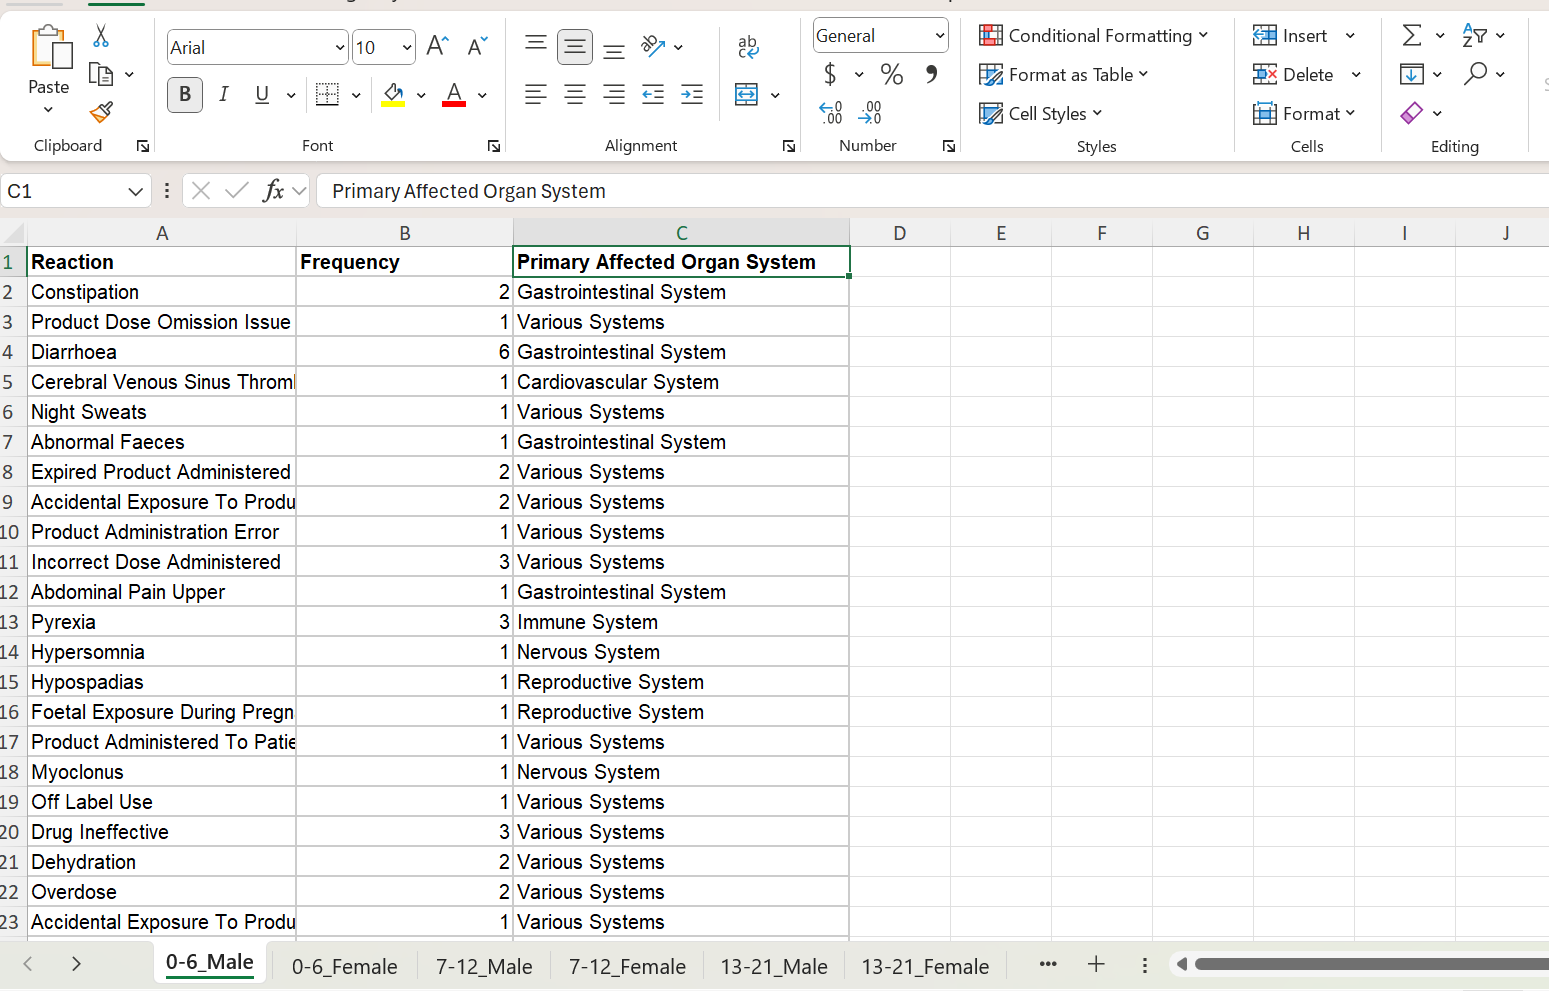 Arial
10
General
Conditional Formatting
Insert
Paste
B I U
A
ab
$ % 9
Format as Table
Delete
Cell Styles
Format
Clipboard
Font
Alignment
Number
Styles
Cells
Editing
C1
fx
Primary Affected Organ System
A B C D E F G H I J
1 Reaction Frequency Primary Affected Organ System
2 Constipation 2 Gastrointestinal System
3 Product Dose Omission Issue 1 Various Systems
4 Diarrhoea 6 Gastrointestinal System
5 Cerebral Venous Sinus Throm 1 Cardiovascular System
6 Night Sweats 1 Various Systems
7 Abnormal Faeces 1 Gastrointestinal System
8 Expired Product Administered 2 Various Systems
9 Accidental Exposure To Produ 2 Various Systems
10 Product Administration Error 1 Various Systems
11 Incorrect Dose Administered 3 Various Systems
12 Abdominal Pain Upper 1 Gastrointestinal System
13 Pyrexia 3 Immune System
14 Hypersomnia 1 Nervous System
15 Hypospadias 1 Reproductive System
16 Foetal Exposure During Pregn 1 Reproductive System
17 Product Administered To Patie 1 Various Systems
18 Myoclonus 1 Nervous System
19 Off Label Use 1 Various Systems
20 Drug Ineffective 3 Various Systems
21 Dehydration 2 Various Systems
22 Overdose 2 Various Systems
23 Accidental Exposure To Produ 1 Various Systems
0-6_Male 0-6_Female 7-12_Male 7-12_Female 13-21_Male 13-21_Female ...